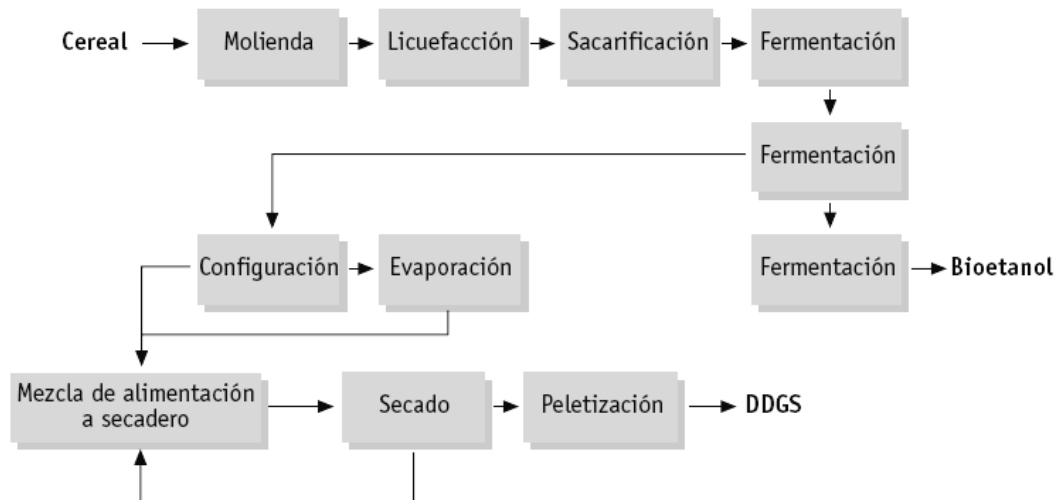 Cereal
Molienda
Licuefacción
Sacarificación
Fermentación
Fermentación
Configuración
Evaporación
Fermentación
Bioetanol
Mezcla de alimentación
a secadero
Secado
Peletización
DDGS